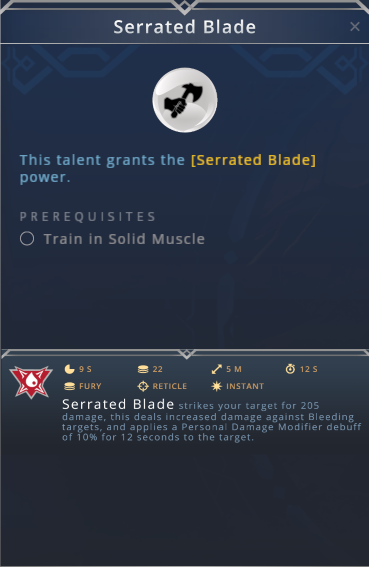 Serrated Blade
This talent grants the [Serrated Blade]
power.
PREREQUISITES
Train in Solid Muscle
9 S 22 5 M 12 S
FURY RETICLE INSTANT
Serrated Blade strikes your target for 205
damage, this deals increased damage against Bleeding
targets, and applies a Personal Damage Modifier debuff
of 10% for 12 seconds to the target.